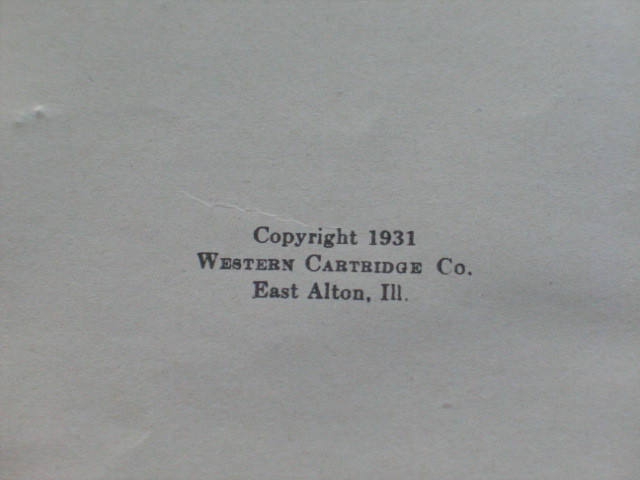 Copyright 1931
WESTERN CARTRIDGE CO.
East Alton, Ill.